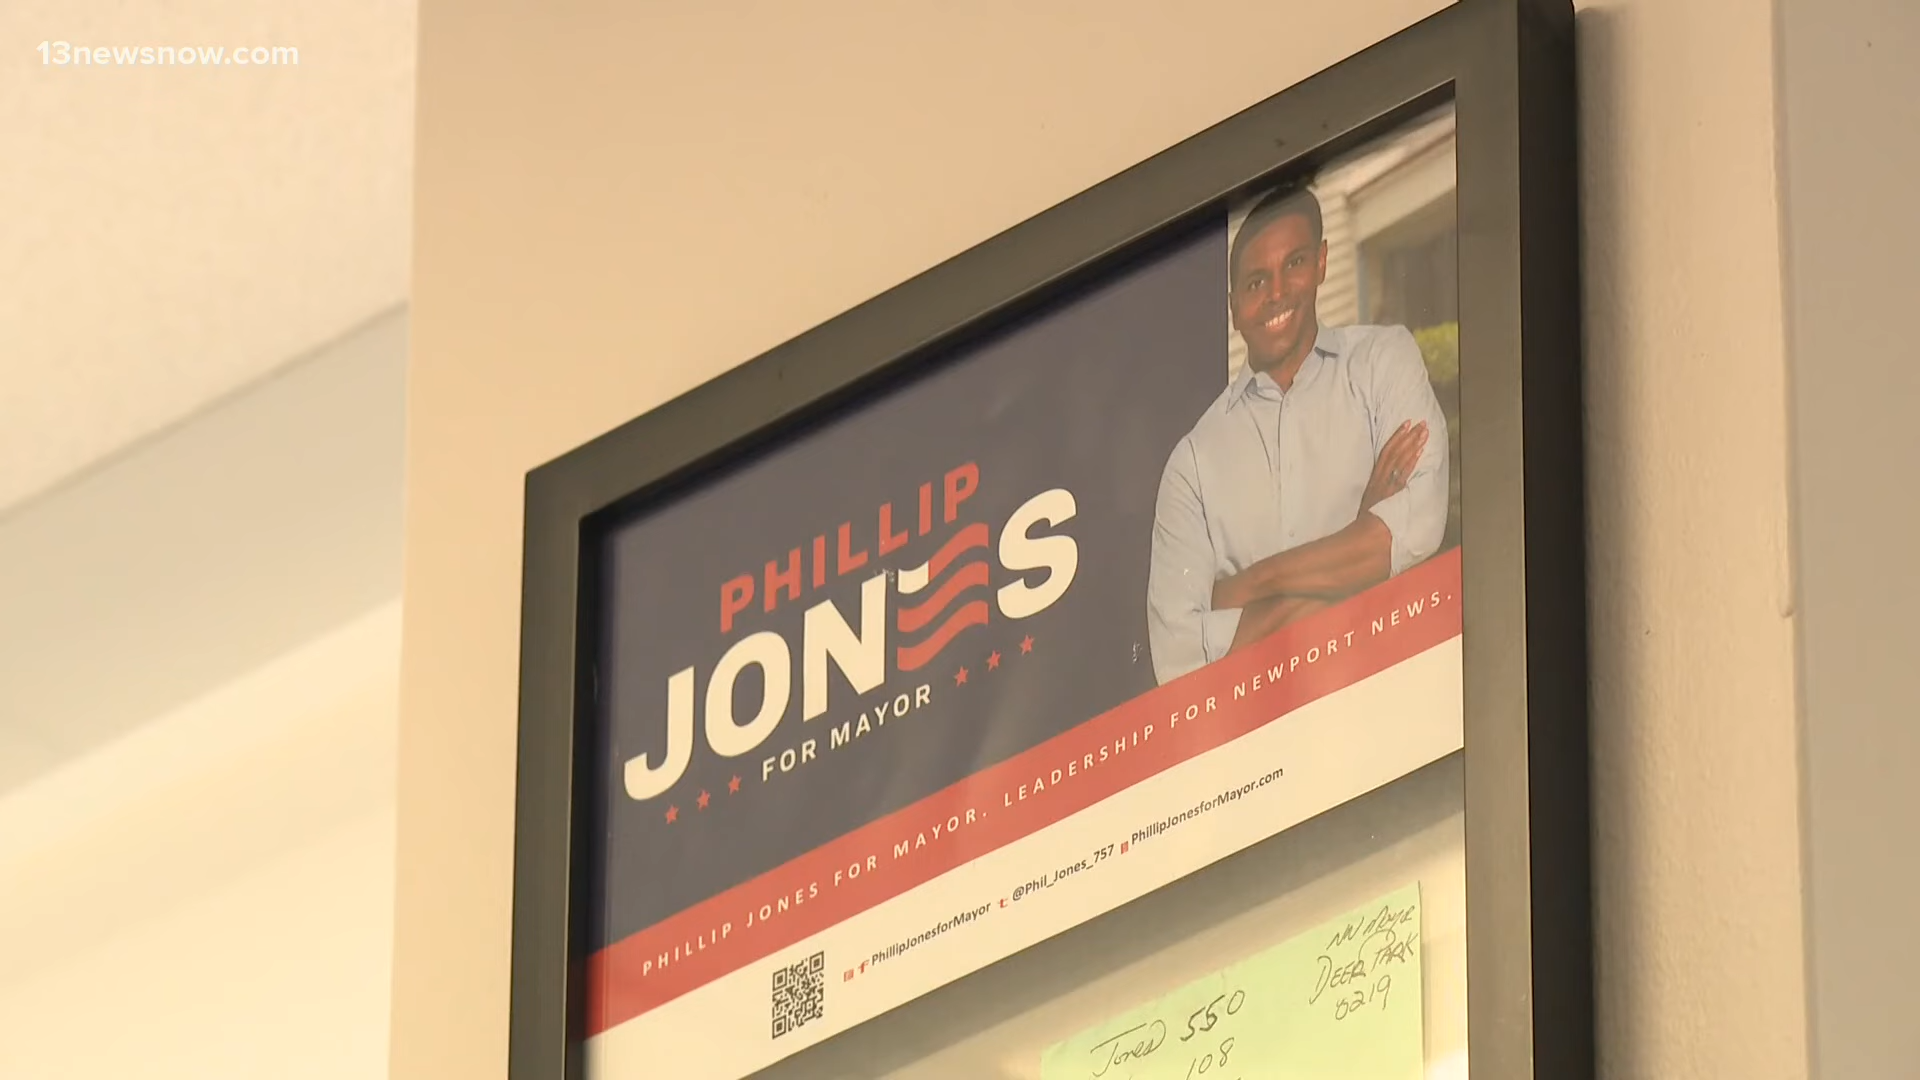 13newsnow.com
PHILLIP
JONES
FOR MAYOR
PHILLIP JONES FOR MAYOR. LEADERSHIP FOR NEWPORT NEWS.
PhillipJonesforMayor @Phil_Jones_757 PhillipJonesforMayor.com
NN Mayor
DEER PARK
8219
Jones 550
108